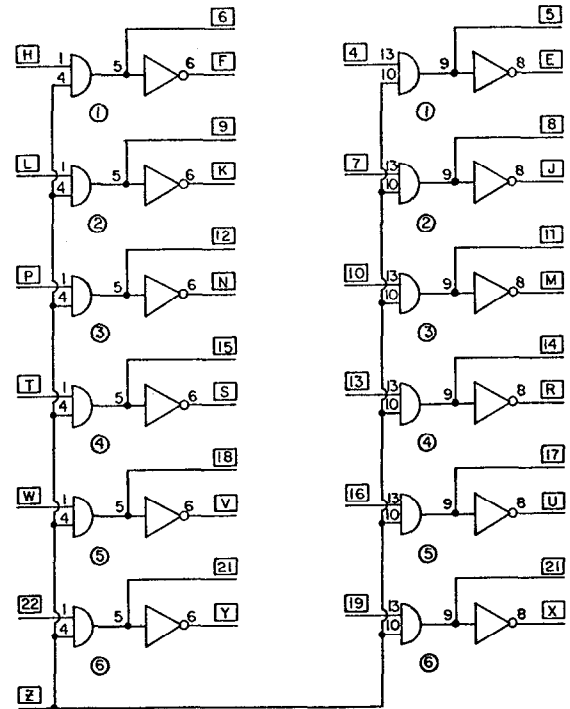 6 5
H 1 4 5 6 F 4 13 10 9 8 E
① ①
9 8
L 1 4 5 6 K 7 13 10 9 8 J
② ②
12 11
P 1 4 5 6 N 10 13 10 9 8 M
③ ③
15 14
T 1 4 5 6 S 13 13 10 9 8 R
④ ④
18 17
W 1 4 5 6 V 16 13 10 9 8 U
⑤ ⑤
21 21
22 1 4 5 6 Y 19 13 10 9 8 X
⑥ ⑥
Z